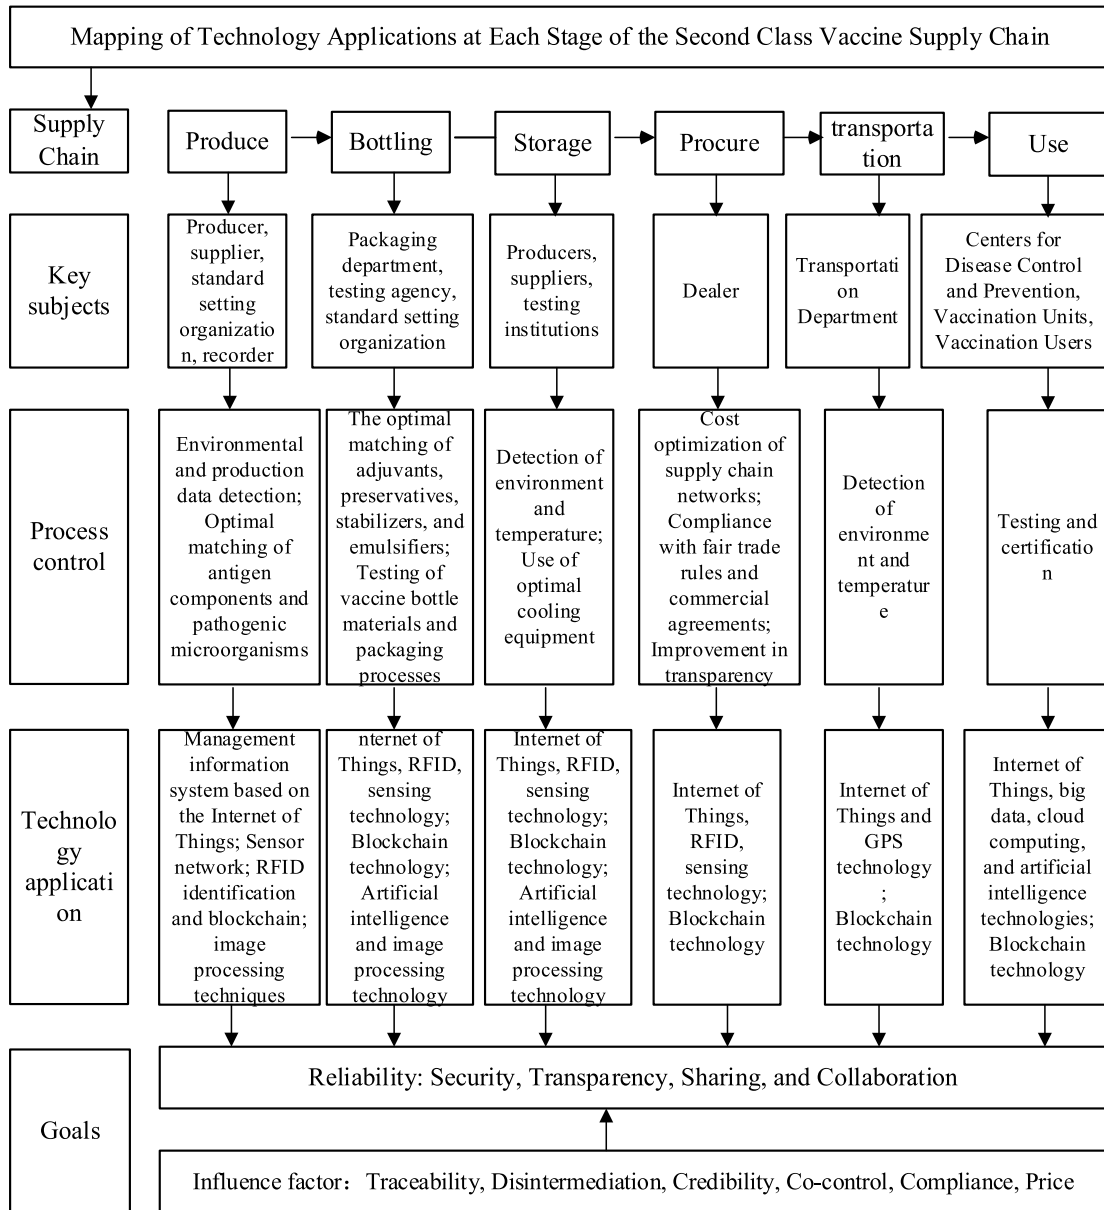 Mapping of Technology Applications at Each Stage of the Second Class Vaccine Supply Chain
Supply
Chain
Produce
Bottling
Storage
Procure
transporta
tion
Use
Key
subjects
Producer,
supplier,
standard
setting
organizatio
n, recorder
Packaging
department,
testing agency,
standard setting
organization
Producers,
suppliers,
testing
institutions
Dealer
Transportati
on
Department
Centers for
Disease Control
and Prevention,
Vaccination Units,
Vaccination Users
Process
control
Environmental
and production
data detection;
Optimal
matching of
antigen
components and
pathogenic
microorganisms
The optimal
matching of
adjuvants,
preservatives,
stabilizers, and
emulsifiers;
Testing of
vaccine bottle
materials and
packaging
processes
Detection of
environment
and
temperature;
Use of
optimal
cooling
equipment
Cost
optimization of
supply chain
networks;
Compliance
with fair trade
rules and
commercial
agreements;
Improvement in
transparency
Detection
of
environme
nt and
temperatur
e
Testing and
certificatio
n
Technolo
gy
applicati
on
Management
information
system based on
the Internet of
Things; Sensor
network; RFID
identification
and blockchain;
image
processing
techniques
nternet of
Things, RFID,
sensing
technology;
Blockchain
technology;
Artificial
intelligence
and image
processing
technology
Internet of
Things, RFID,
sensing
technology;
Blockchain
technology;
Artificial
intelligence
and image
processing
technology
Internet of
Things,
RFID,
sensing
technology;
Blockchain
technology
Internet of
Things and
GPS
technology
;
Blockchain
technology
Internet of
Things, big
data, cloud
computing,
and artificial
intelligence
technologies;
Blockchain
technology
Goals
Reliability: Security, Transparency, Sharing, and Collaboration
Influence factor：Traceability, Disintermediation, Credibility, Co-control, Compliance, Price